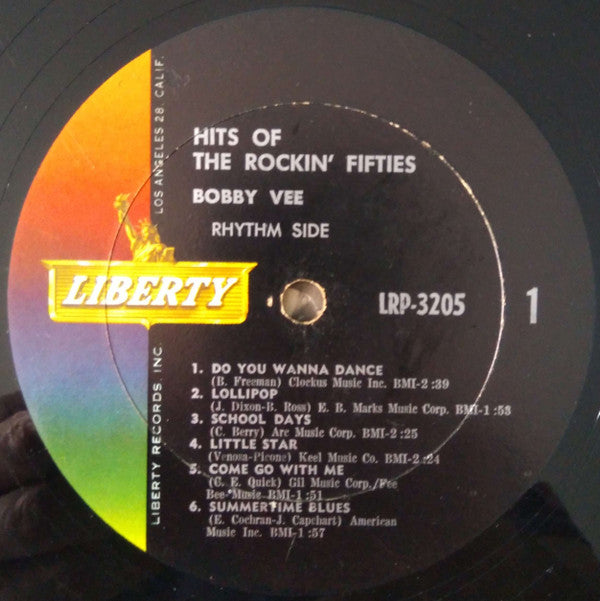 HITS OF
THE ROCKIN' FIFTIES
BOBBY VEE
RHYTHM SIDE
LIBERTY
LRP-3205
1
1. DO YOU WANNA DANCE
(B. Freeman) Clockus Music Inc. BMI-2:39
2. LOLLIPOP
(J. Dixon-B. Ross) E. B. Marks Music Corp. BMI-1:53
3. SCHOOL DAYS
(C. Berry) Arc Music Corp. BMI-2:25
4. LITTLE STAR
(Venosa-Picone) Keel Music Co. BMI-2:24
5. COME GO WITH ME
(C. E. Quick) Gil Music Corp./Fee
Bee Music BMI-1:51
6. SUMMERTIME BLUES
(E. Cochran-J. Capehart) American
Music Inc. BMI-1:57
LIBERTY RECORDS INC.
LOS ANGELES 28, CALIF.